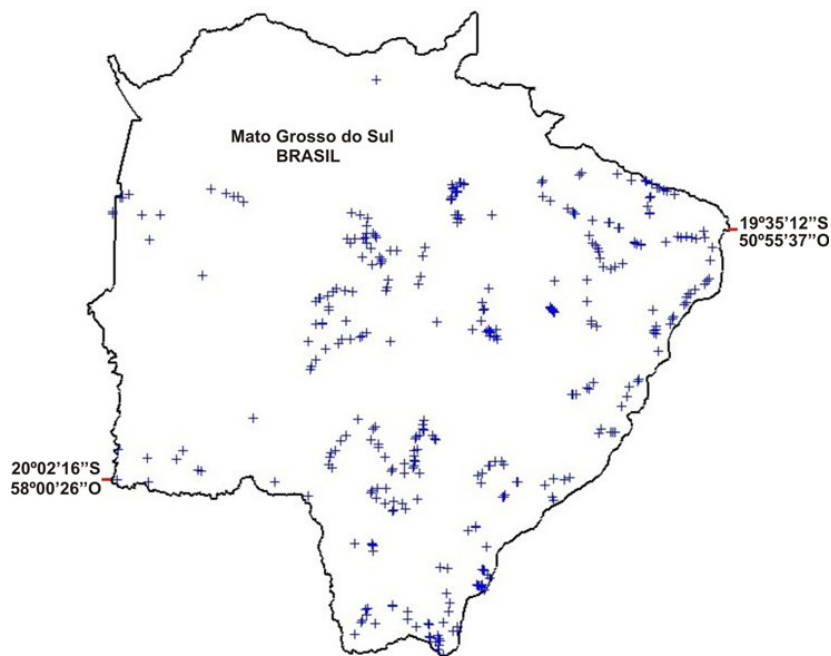 Mato Grosso do Sul
BRASIL
19º35'12"S
50º55'37"O
20º02'16"S
58º00'26"O